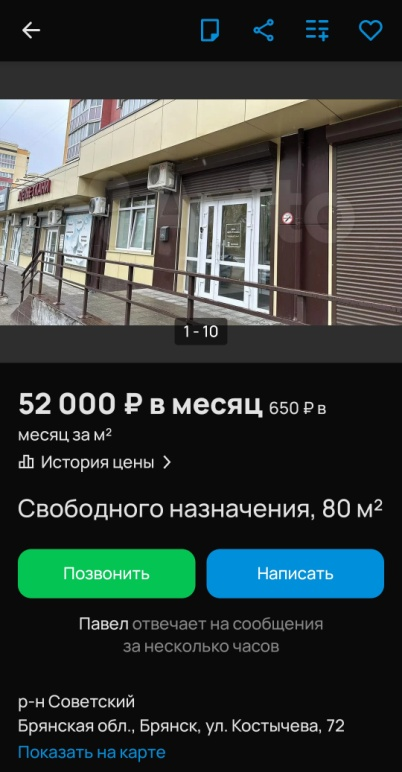 1 - 10
52 000 ₽ в месяц 650 ₽ в
месяц за м²
История цены
Свободного назначения, 80 м²
Позвонить
Написать
Павел отвечает на сообщения
за несколько часов
р-н Советский
Брянская обл., Брянск, ул. Костычева, 72
Показать на карте